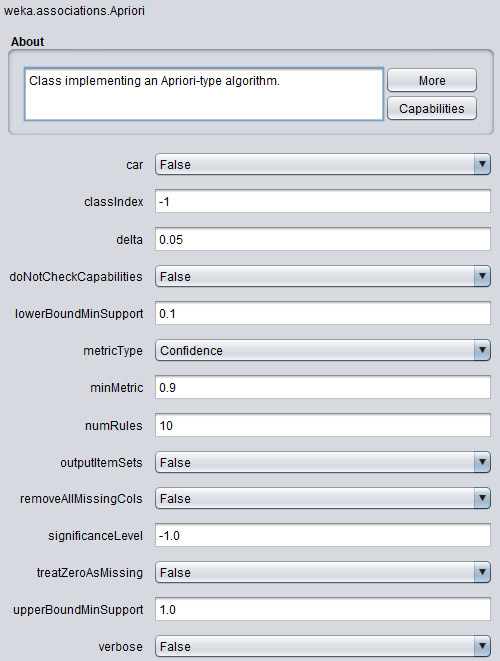 weka.associations.Apriori
About
Class implementing an Apriori-type algorithm.
More
Capabilities
car False
classIndex -1
delta 0.05
doNotCheckCapabilities False
lowerBoundMinSupport 0.1
metricType Confidence
minMetric 0.9
numRules 10
outputItemSets False
removeAllMissingCols False
significanceLevel -1.0
treatZeroAsMissing False
upperBoundMinSupport 1.0
verbose False